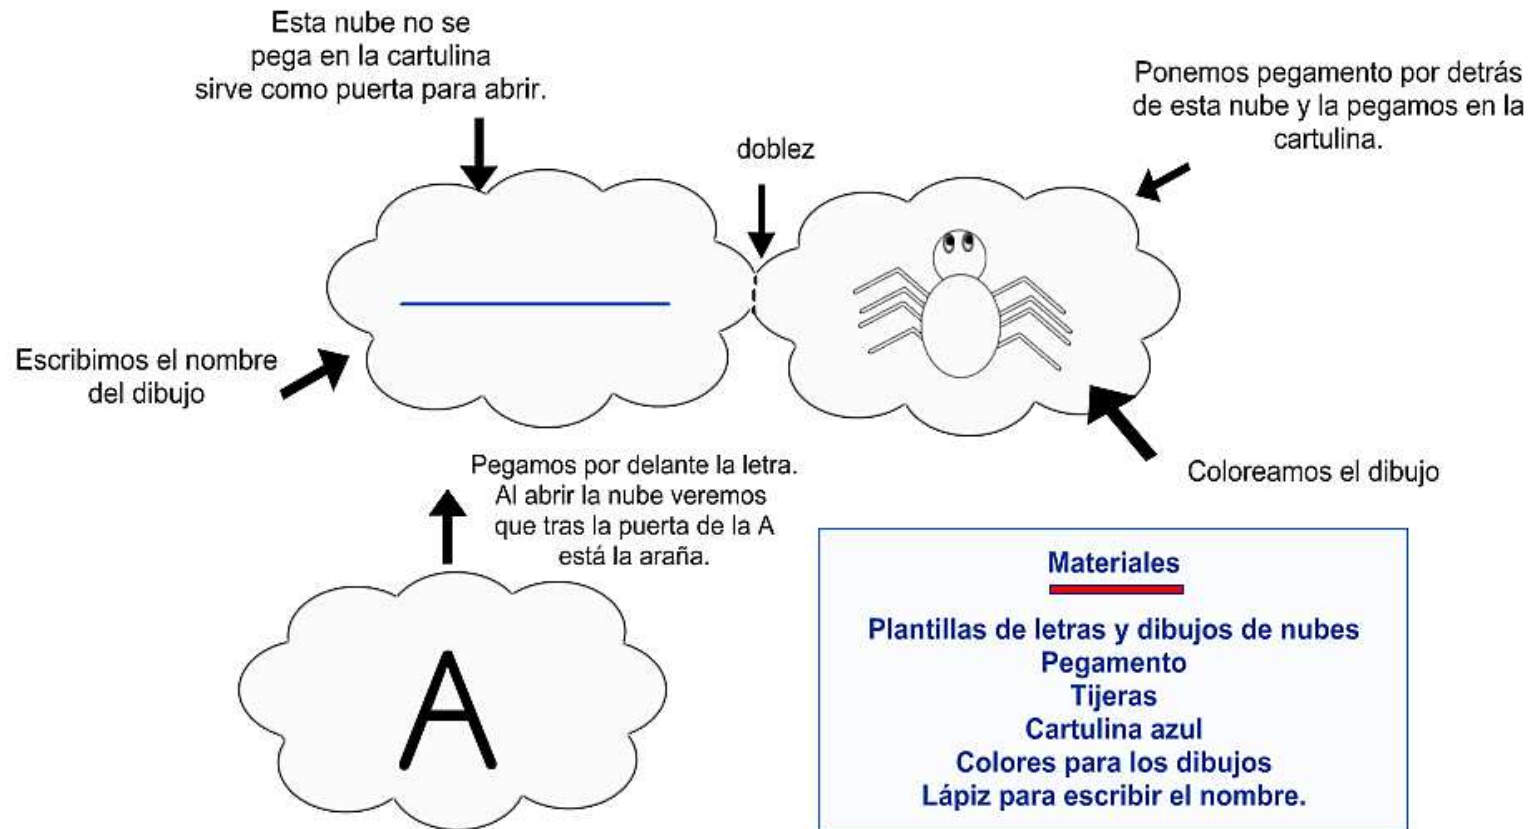 Esta nube no se
pega en la cartulina
sirve como puerta para abrir.
Ponemos pegamento por detrás
de esta nube y la pegamos en la
cartulina.
doblez
Escribimos el nombre
del dibujo
Coloreamos el dibujo
Pegamos por delante la letra.
Al abrir la nube veremos
que tras la puerta de la A
está la araña.
A
Materiales
Plantillas de letras y dibujos de nubes
Pegamento
Tijeras
Cartulina azul
Colores para los dibujos
Lápiz para escribir el nombre.